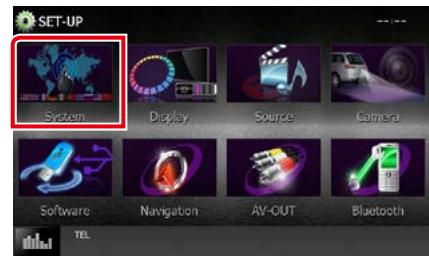 SET-UP --:--
System Display Source Camera
Software Navigation AV-OUT Bluetooth
TEL